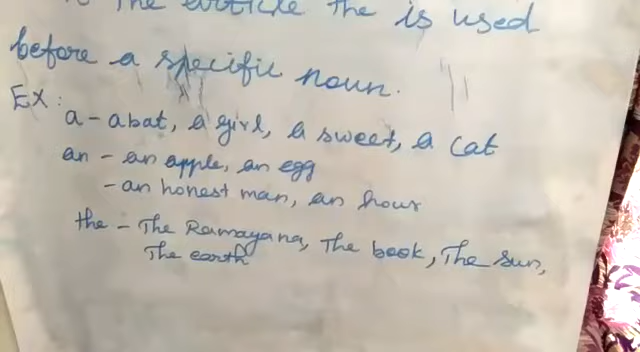 The article the is used
before a specific noun.
Ex:
a - a bat, a girl, a sweet, a cat
an - an apple, an egg
- an honest man, an hour
the - The Ramayana, The book, The sun,
The earth